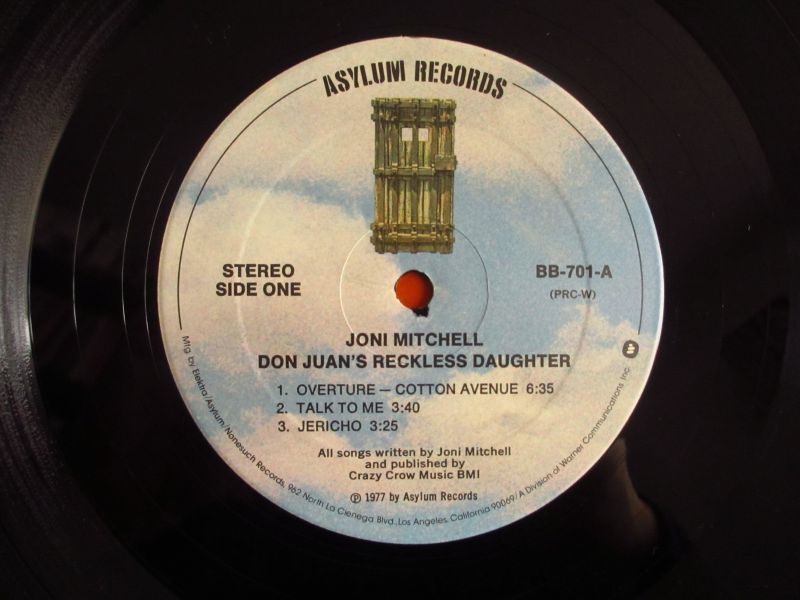 ASYLUM RECORDS
STEREO
SIDE ONE
BB-701-A
(PRC-W)
JONI MITCHELL
DON JUAN'S RECKLESS DAUGHTER
1. OVERTURE — COTTON AVENUE 6:35
2. TALK TO ME 3:40
3. JERICHO 3:25
All songs written by Joni Mitchell
and published by
Crazy Crow Music BMI
℗ 1977 by Asylum Records
Mfg. by Elektra/Asylum/Nonesuch Records, 962 North La Cienega Blvd., Los Angeles, California 90069/A Division of Warner Communications Inc.